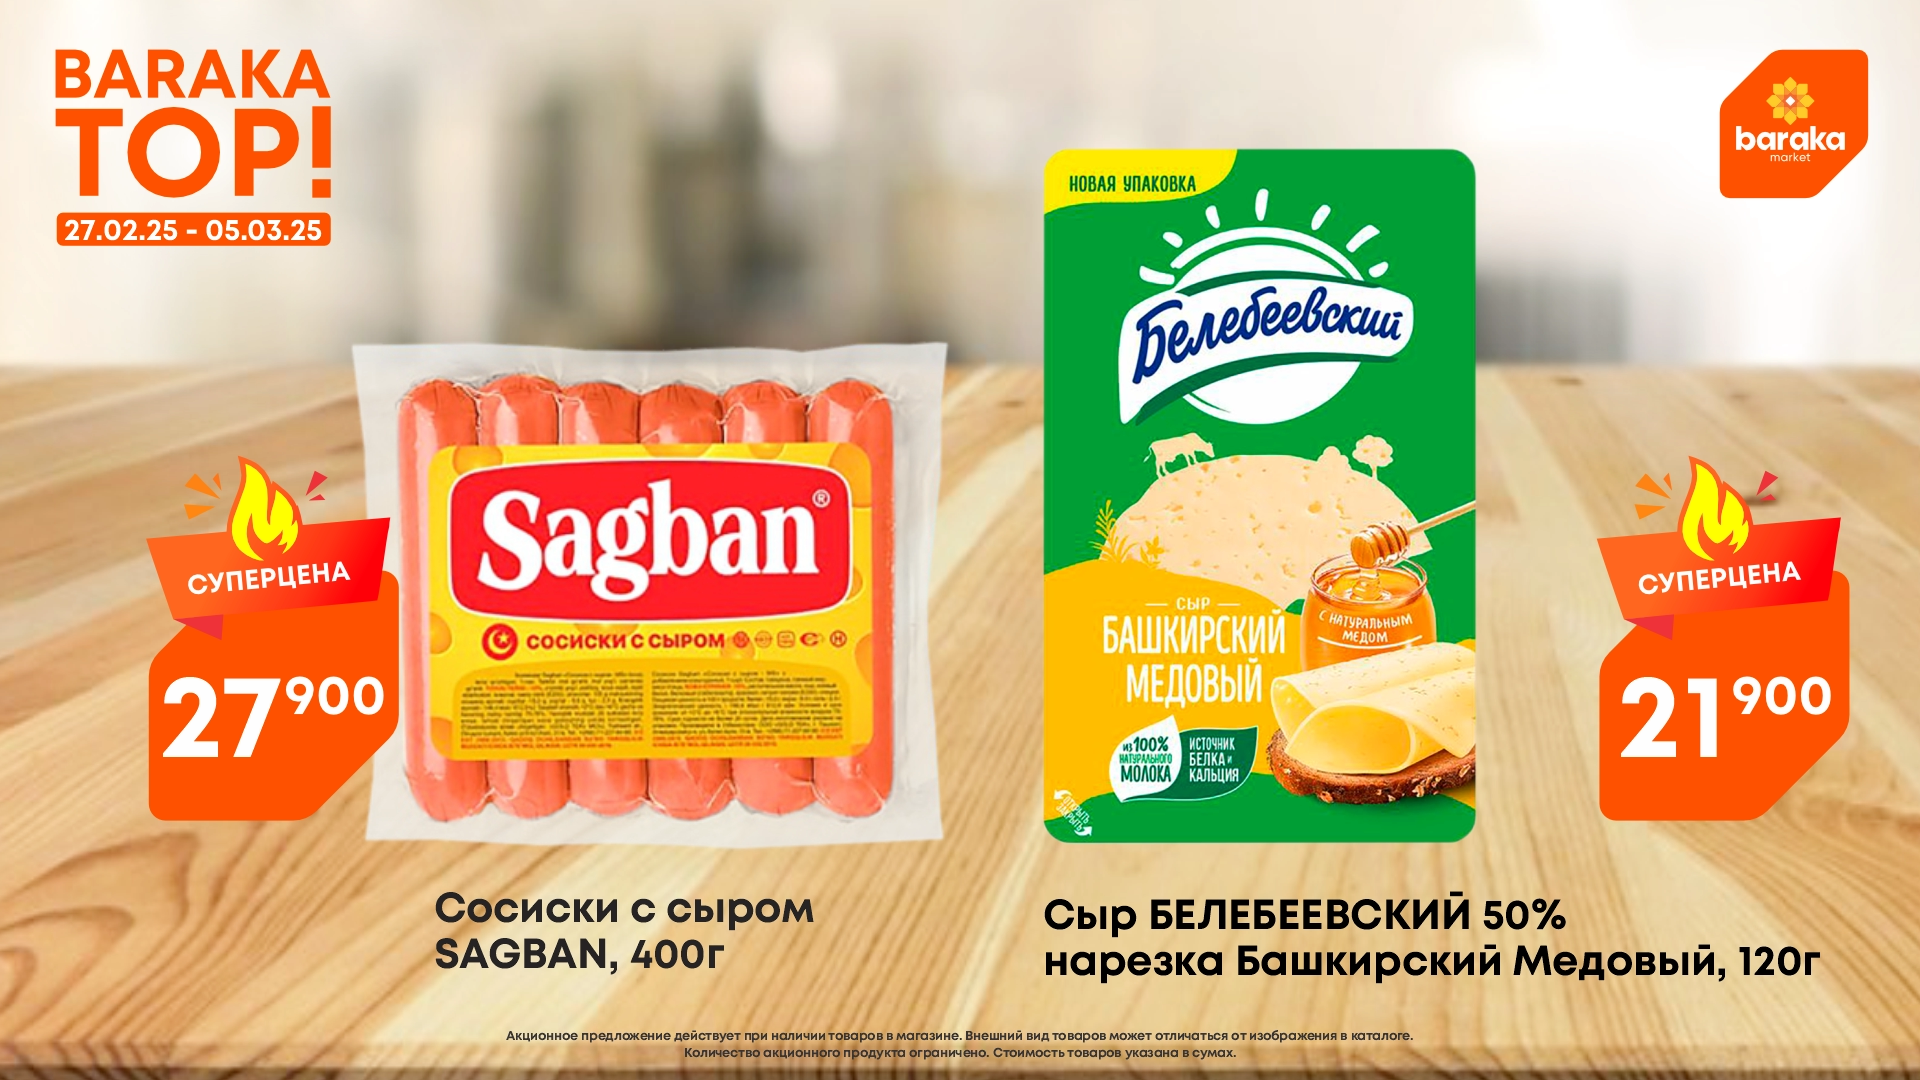 BARAKA
TOP!
27.02.25 - 05.03.25
baraka
market
НОВАЯ УПАКОВКА
Белебеевский
СЫР
БАШКИРСКИЙ
МЕДОВЫЙ
С НАТУРАЛЬНЫМ
МЕДОМ
ИЗ 100%
НАТУРАЛЬНОГО
МОЛОКА
ИСТОЧНИК
БЕЛКА И
КАЛЬЦИЯ
ОТКРЫТЬ
ЗАКРЫТЬ
Sagban®
СОСИСКИ С СЫРОМ
СУПЕРЦЕНА
27 900
СУПЕРЦЕНА
21 900
Сосиски с сыром
SAGBAN, 400г
Сыр БЕЛЕБЕЕВСКИЙ 50%
нарезка Башкирский Медовый, 120г
Акционное предложение действует при наличии товаров в магазине. Внешний вид товаров может отличаться от изображения в каталоге.
Количество акционного продукта ограничено. Стоимость товаров указана в сумах.